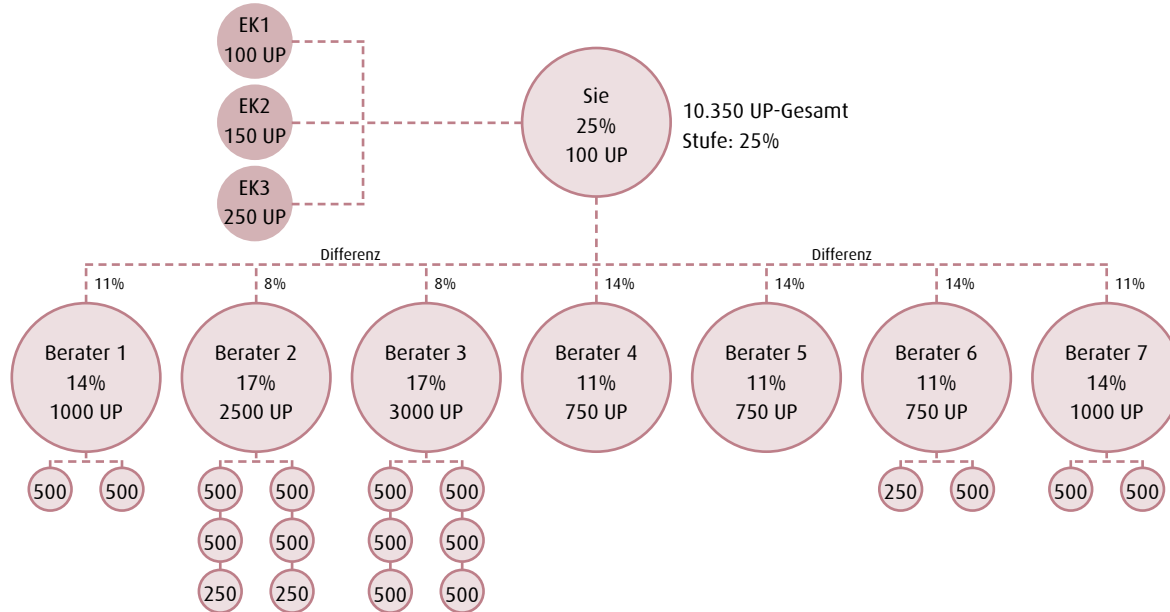 EK1
100 UP
EK2
150 UP
EK3
250 UP
Sie
25%
100 UP
10.350 UP-Gesamt
Stufe: 25%
Differenz
Differenz
11%
8%
8%
14%
14%
14%
11%
Berater 1
14%
1000 UP
Berater 2
17%
2500 UP
Berater 3
17%
3000 UP
Berater 4
11%
750 UP
Berater 5
11%
750 UP
Berater 6
11%
750 UP
Berater 7
14%
1000 UP
500 500
500 500
500 500
250 500
500 500
500 500
500 500
250 250
500 500